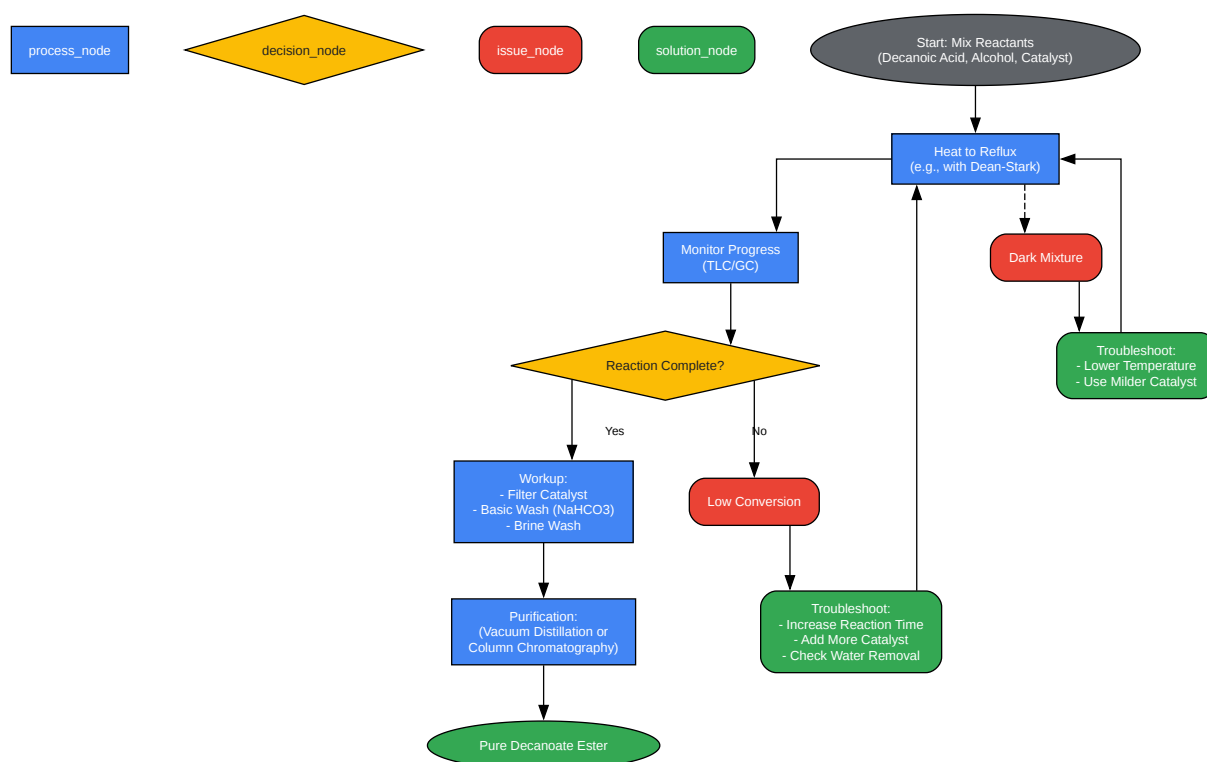 process_node
decision_node
issue_node
solution_node
Start: Mix Reactants
(Decanoic Acid, Alcohol, Catalyst)
Heat to Reflux
(e.g., with Dean-Stark)
Monitor Progress
(TLC/GC)
Dark Mixture
Troubleshoot:
- Lower Temperature
- Use Milder Catalyst
Reaction Complete?
Yes
No
Workup:
- Filter Catalyst
- Basic Wash (NaHCO3)
- Brine Wash
Low Conversion
Troubleshoot:
- Increase Reaction Time
- Add More Catalyst
- Check Water Removal
Purification:
(Vacuum Distillation or
Column Chromatography)
Pure Decanoate Ester